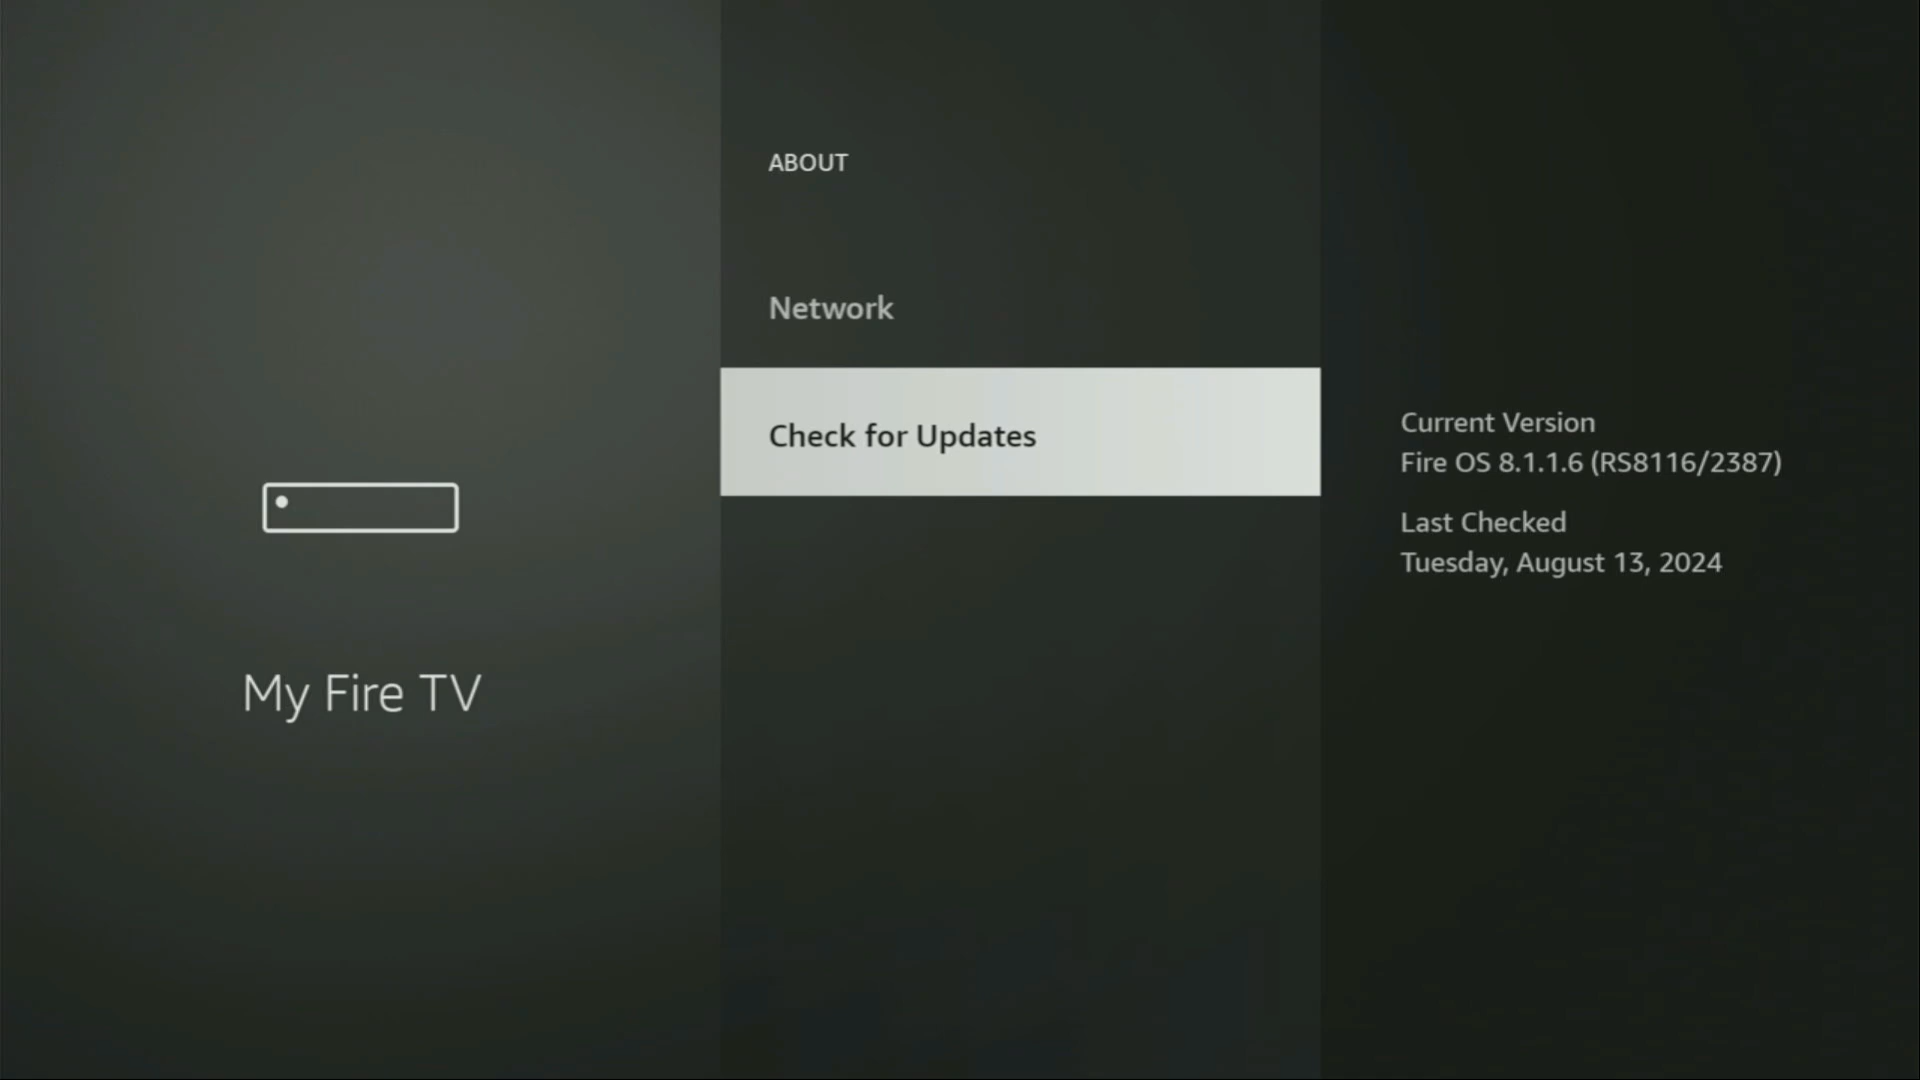 ABOUT
Network
Check for Updates
My Fire TV
Current Version
Fire OS 8.1.1.6 (RS8116/2387)
Last Checked
Tuesday, August 13, 2024